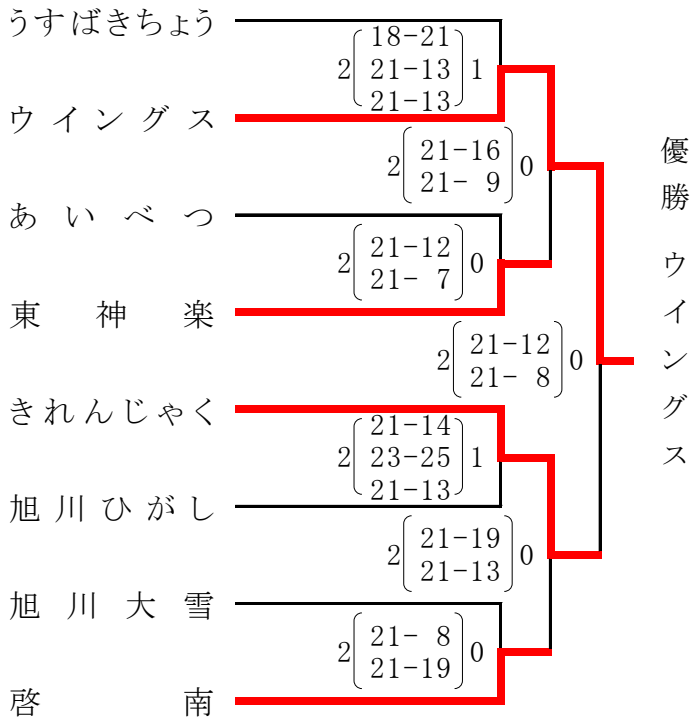 うすばきちょう
2 18-21 1
21-13
21-13
ウイングス
2 21-16 0
21- 9
あいべつ
2 21-12 0
21- 7
東神楽
2 21-12 0
21- 8
きれんじゃく
2 21-14 1
23-25
21-13
旭川ひがし
2 21-19 0
21-13
旭川大雪
2 21- 8 0
21-19
啓南
優勝 ウイングス